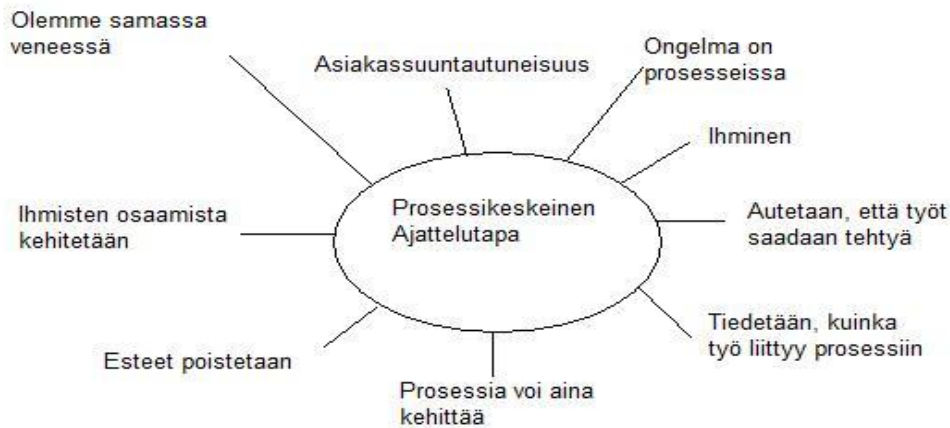 Olemme samassa
veneessä
Asiakassuuntautuneisuus
Ongelma on
prosesseissa
Ihminen
Ihmisten osaamista
kehitetään
Prosessikeskeinen
Ajattelutapa
Autetaan, että työt
saadaan tehtyä
Tiedetään, kuinka
työ liittyy prosessiin
Esteet poistetaan
Prosessia voi aina
kehittää